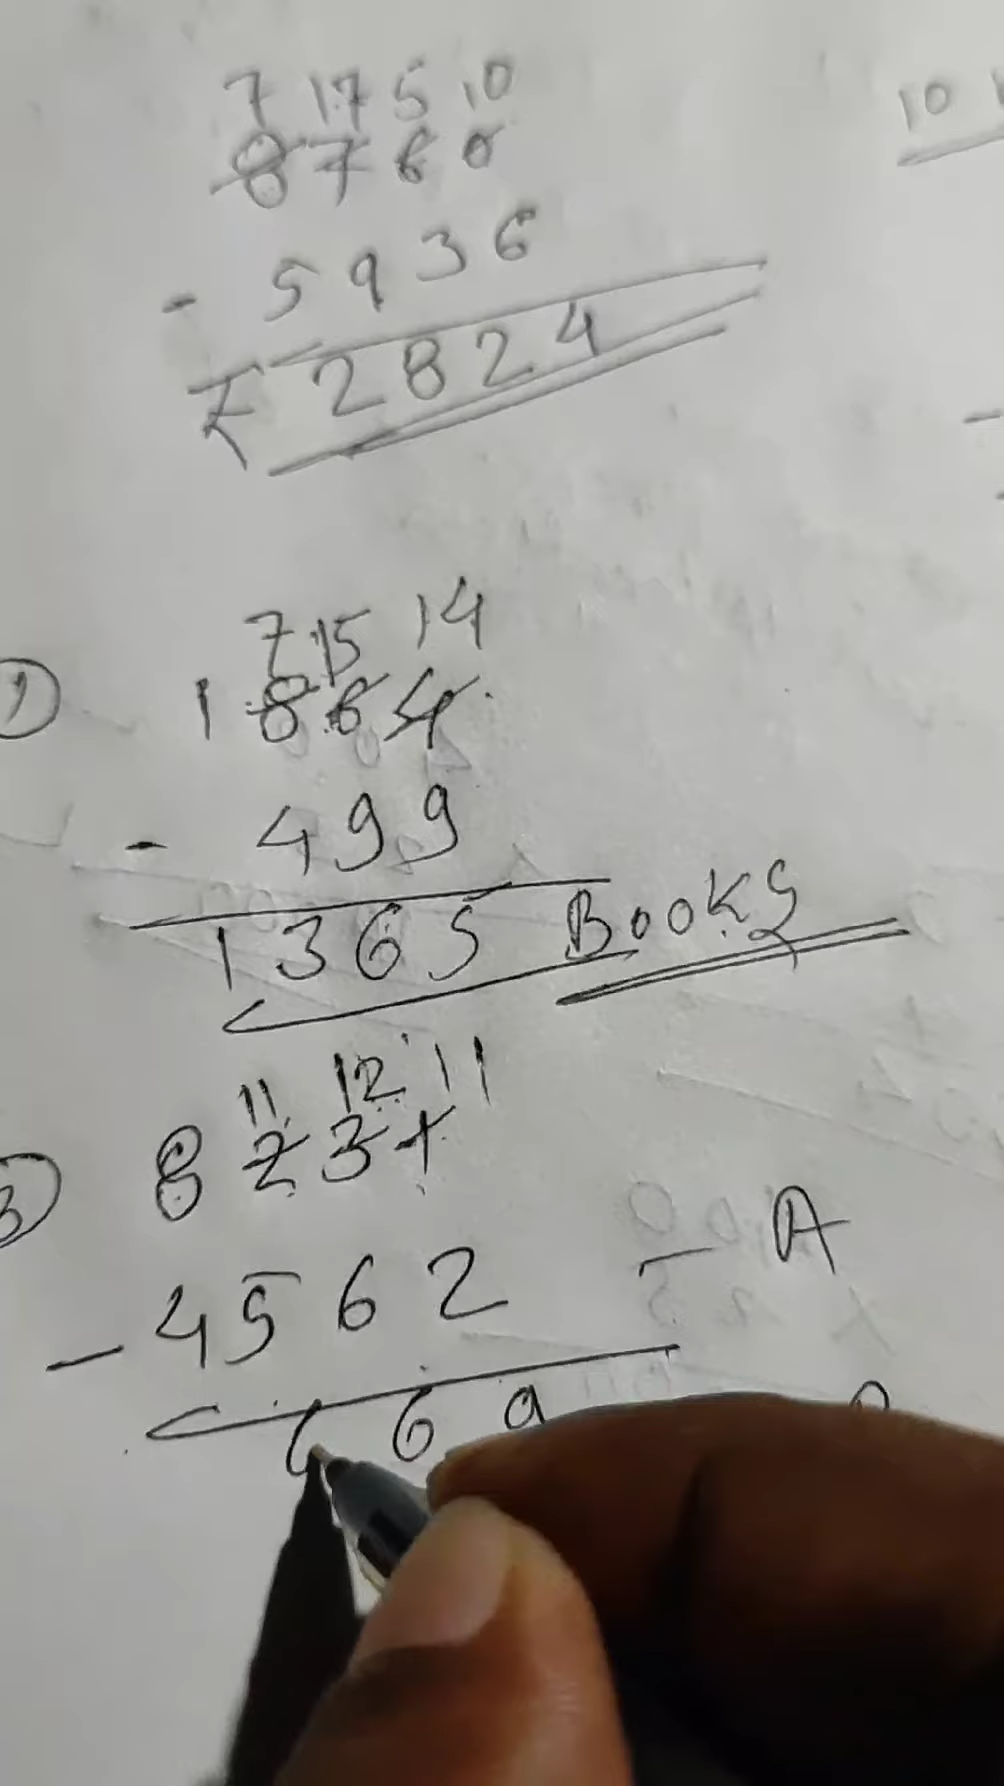 7 17 5 10
8 7 6 0
- 5 9 3 6
₹ 2 8 2 4
10
7 15 14
① 1 8 6 4
- 4 9 9
1 3 6 5 Books
11 12 11
3 8 2 3 1
- 4 5 6 2 A
6 6 9